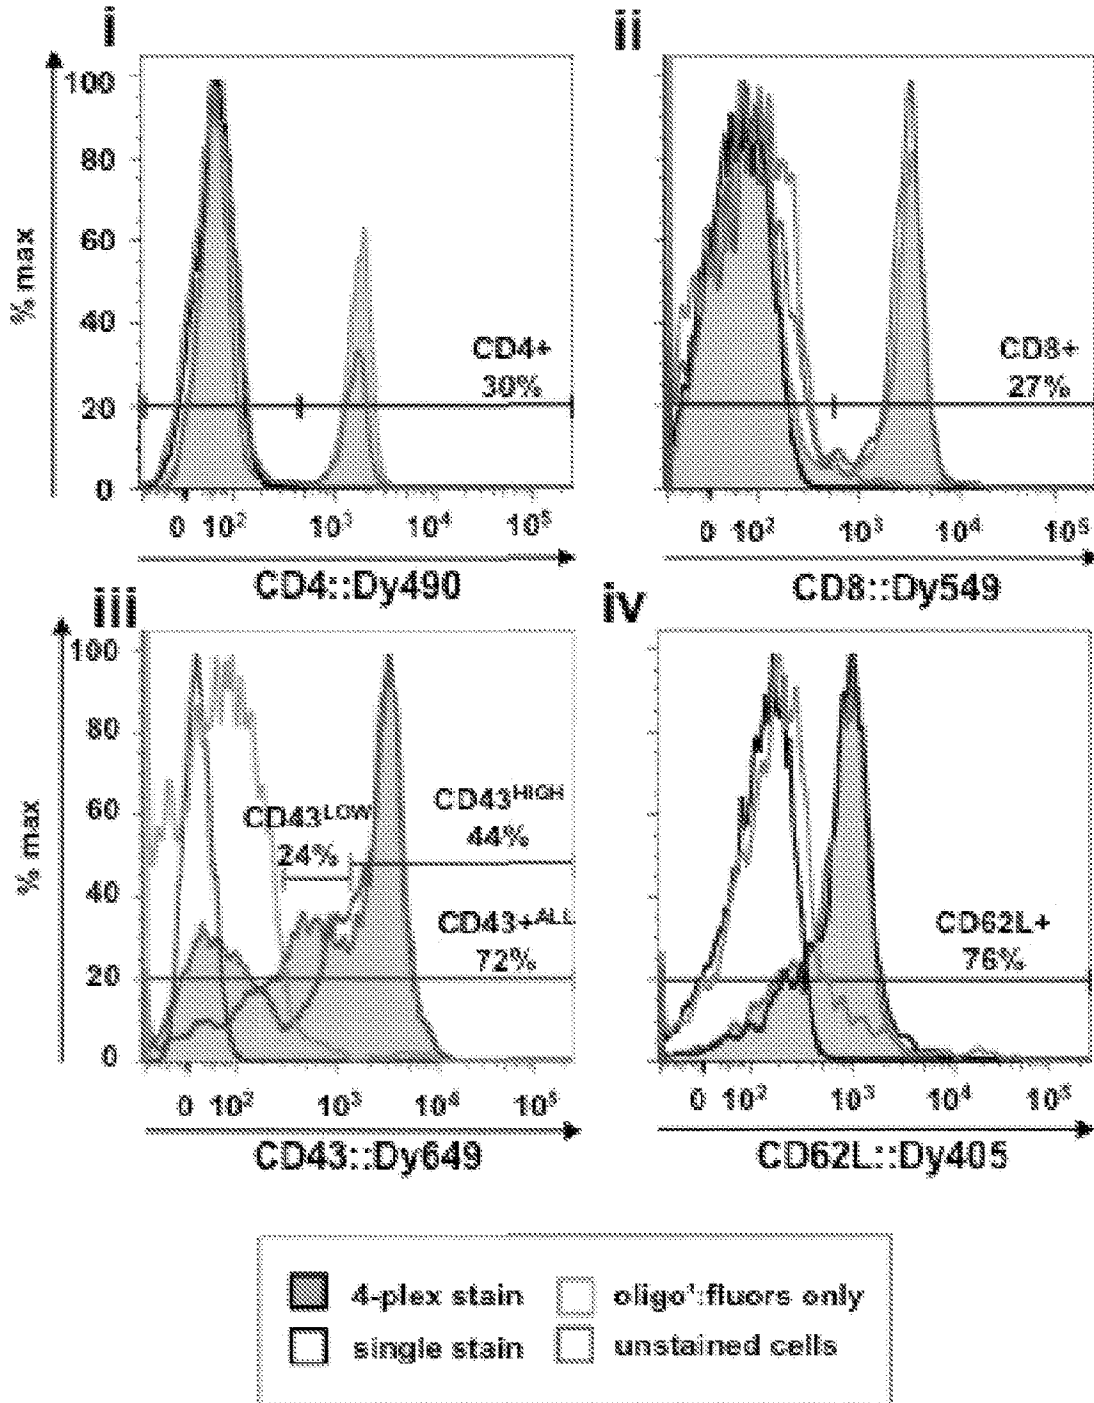 i
ii
100
80
60
40
20
0
% max
CD4+
30%
CD8+
27%
0 10² 10³ 10⁴ 10⁵
0 10² 10³ 10⁴ 10⁵
CD4::Dy490
CD8::Dy549
iii
iv
100
80
60
40
20
0
% max
CD43LOW
24%
CD43HIGH
44%
CD43+ALL
72%
CD62L+
76%
0 10² 10³ 10⁴ 10⁵
0 10² 10³ 10⁴ 10⁵
CD43::Dy649
CD62L::Dy405
4-plex stain
oligo':fluors only
single stain
unstained cells